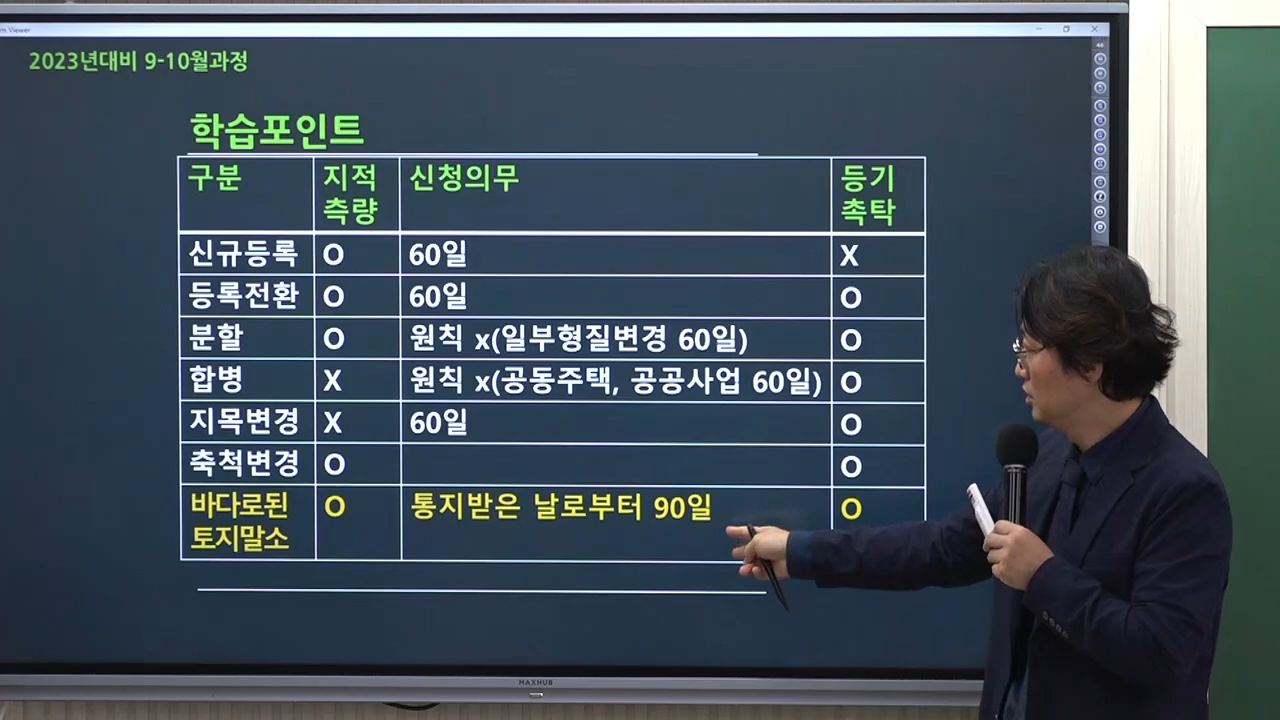 2023년대비 9-10월과정
학습포인트
구분 지적측량 신청의무 등기촉탁
신규등록 O 60일 X
등록전환 O 60일 O
분할 O 원칙 x(일부형질변경 60일) O
합병 X 원칙 x(공동주택, 공공사업 60일) O
지목변경 X 60일 O
축척변경 O O
바다로된 토지말소 O 통지받은 날로부터 90일 O
MAXHUB